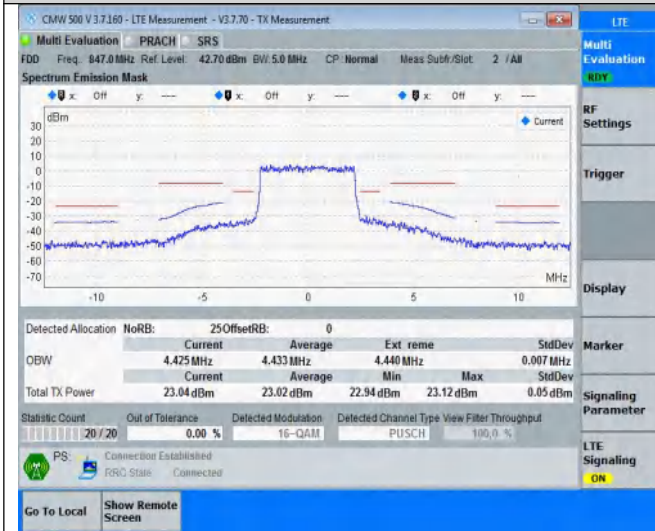 CMW 500 V 3.7.160 - LTE Measurement - V3.7.70 - TX Measurement
LTE
Multi Evaluation PRACH SRS
Multi Evaluation
RDY
FDD Freq. 847.0 MHz Ref. Level: 42.70 dBm BW: 5.0 MHz CP: Normal Meas Subfr./Slot: 2 / All
Spectrum Emission Mask
x: Off y: --- x: Off y: --- x: Off y: ---
dBm
Current
30
20
10
0
-10
-20
-30
-40
-50
-60
-70
MHz
-10 -5 0 5 10
RF Settings
Trigger
Display
Marker
Signaling Parameter
LTE Signaling
ON
Detected Allocation NoRB: 25 OffsetRB: 0
Current Average Ext reme StdDev
OBW 4.425 MHz 4.433 MHz 4.440 MHz 0.007 MHz
Current Average Min Max StdDev
Total TX Power 23.04 dBm 23.02 dBm 22.94 dBm 23.12 dBm 0.05 dBm
Statistic Count Out of Tolerance Detected Modulation Detected Channel Type View Filter Throughput
20 / 20 0.00 % 16-QAM PUSCH 100.0 %
PS: Connection Established
RRC State Connected
Go To Local Show Remote Screen